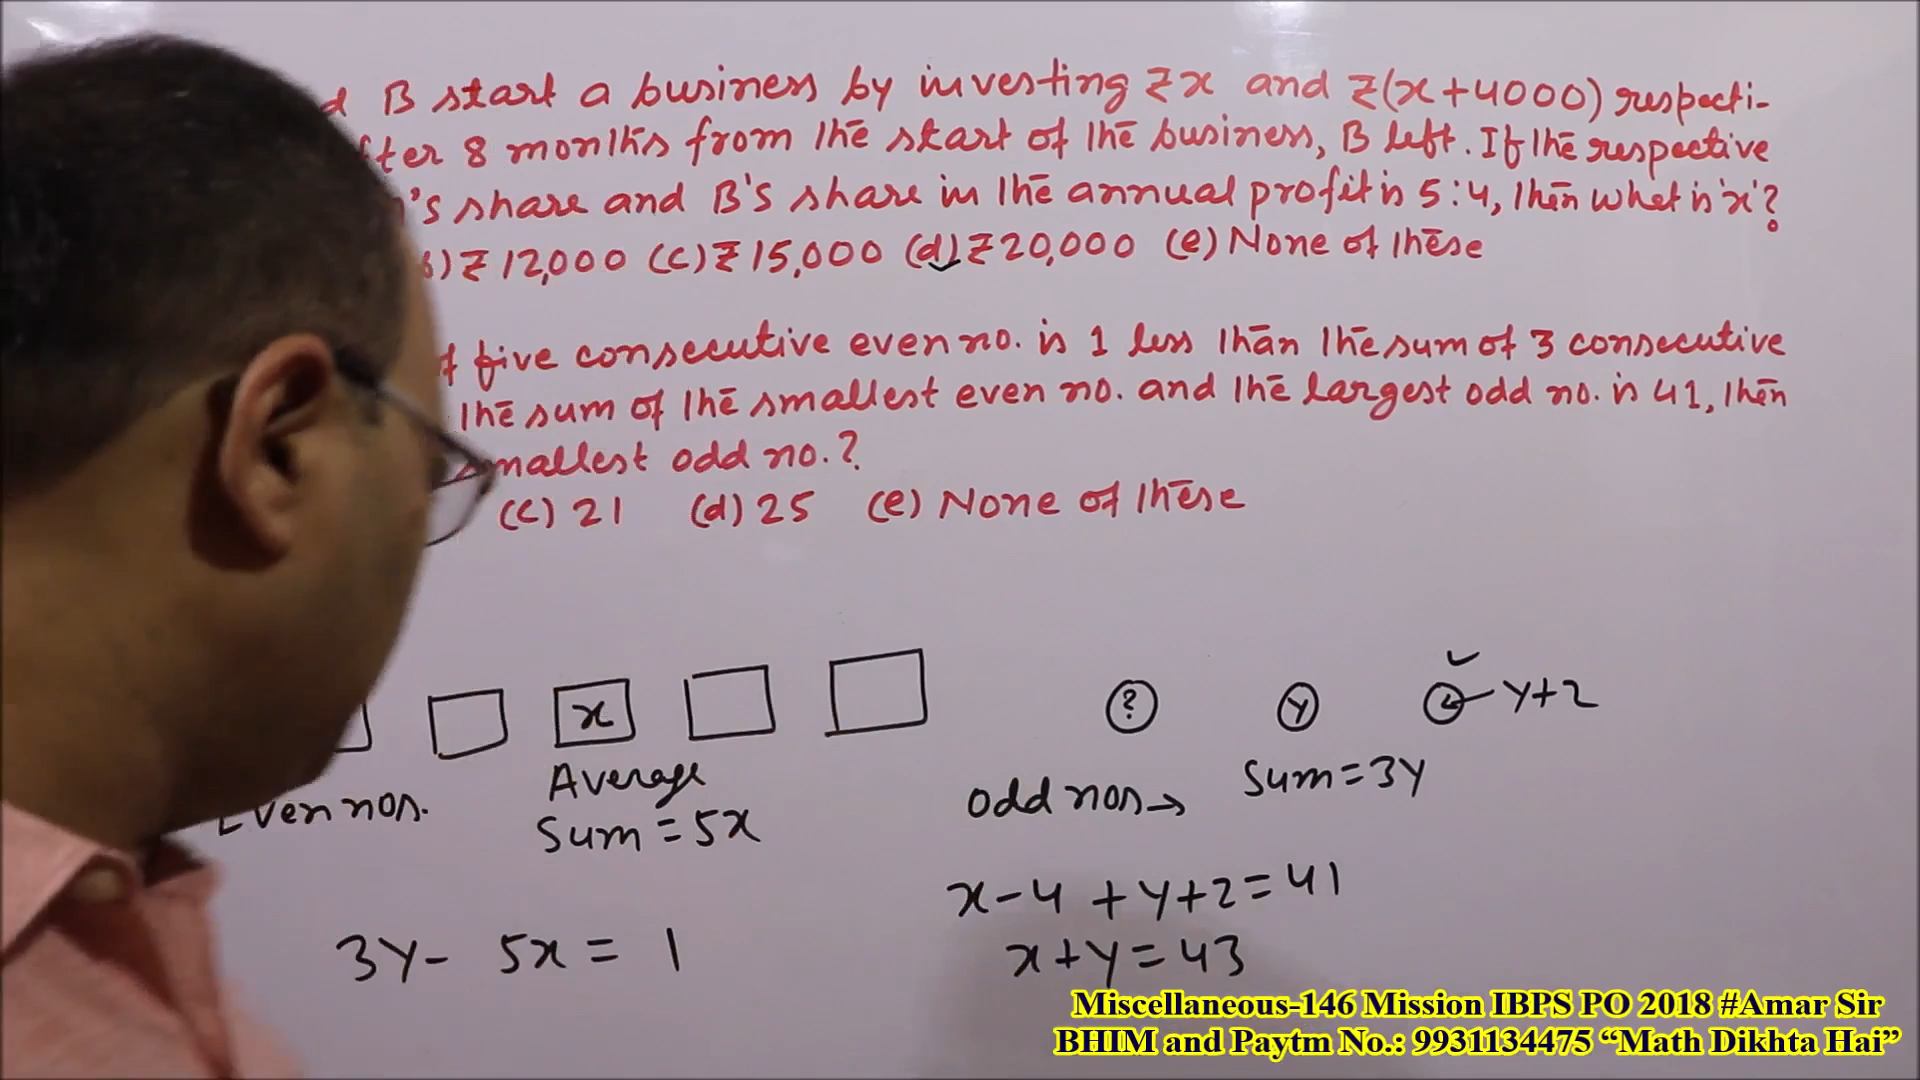 B start a business by investing ₹x and ₹(x+4000) respecti-
8 months from the start of the business, B left. If the respective
's share and B's share in the annual profit is 5:4, then what is 'x'?
) ₹12,000 (c) ₹15,000 (d) ₹20,000 (e) None of these
five consecutive even no. is 1 less than the sum of 3 consecutive
the sum of the smallest even no. and the largest odd no. is 41, then
smallest odd no.?
(c) 21 (d) 25 (e) None of these
x ? y y+2
Average Sum=3y
Even nos. odd nos→
Sum=5x
x-4+y+2=41
3y-5x=1 x+y=43
Miscellaneous-146 Mission IBPS PO 2018 #Amar Sir
BHIM and Paytm No.: 9931134475 “Math Dikhta Hai”